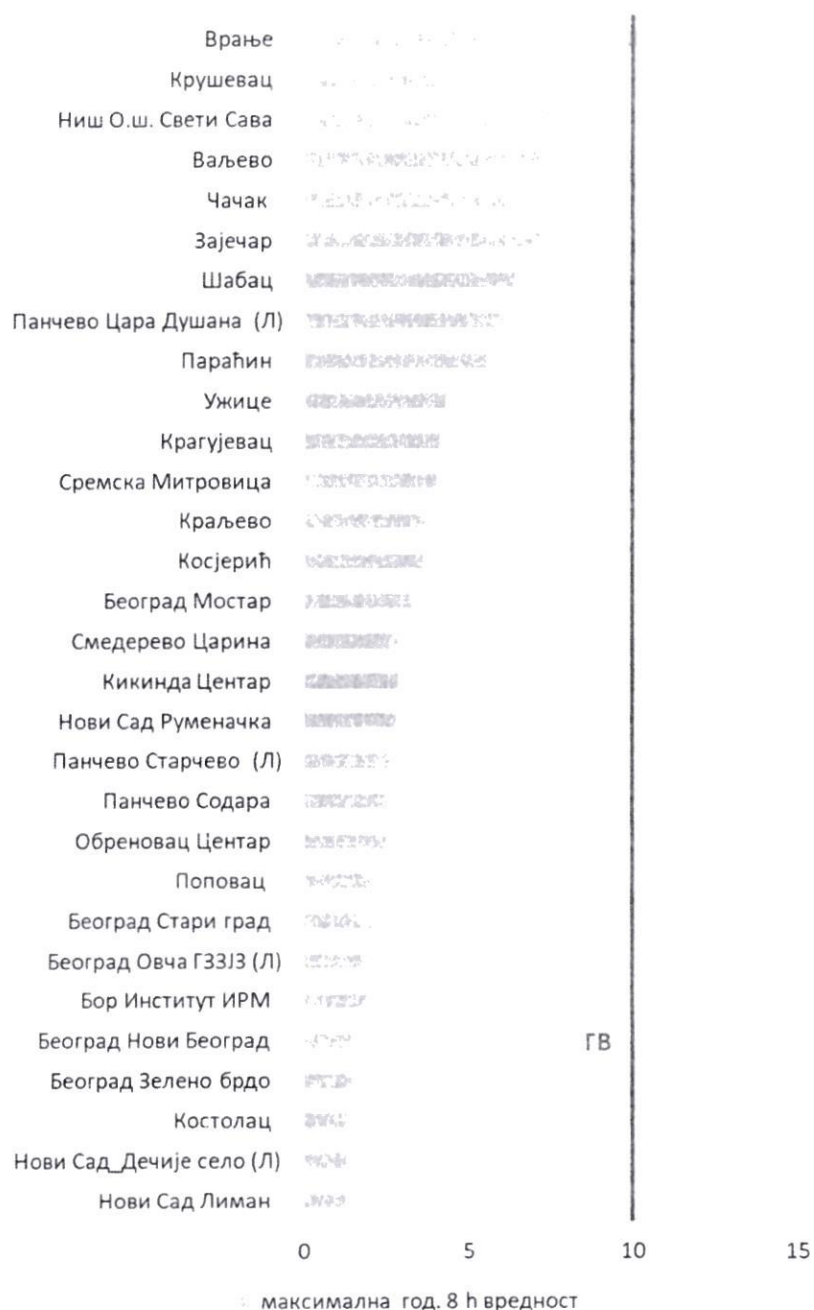 Врање
Крушевац
Ниш О.ш. Свети Сава
Ваљево
Чачак
Зајечар
Шабац
Панчево Цара Душана (Л)
Параћин
Ужице
Крагујевац
Сремска Митровица
Краљево
Косјерић
Београд Мостар
Смедерево Царина
Кикинда Центар
Нови Сад Руменачка
Панчево Старчево (Л)
Панчево Содара
Обреновац Центар
Поповац
Београд Стари град
Београд Овча ГЗЗЈЗ (Л)
Бор Институт ИРМ
Београд Нови Београд
ГВ
Београд Зелено брдо
Костолац
Нови Сад_Дечије село (Л)
Нови Сад Лиман
0 5 10 15
максимална год. 8 h вредност